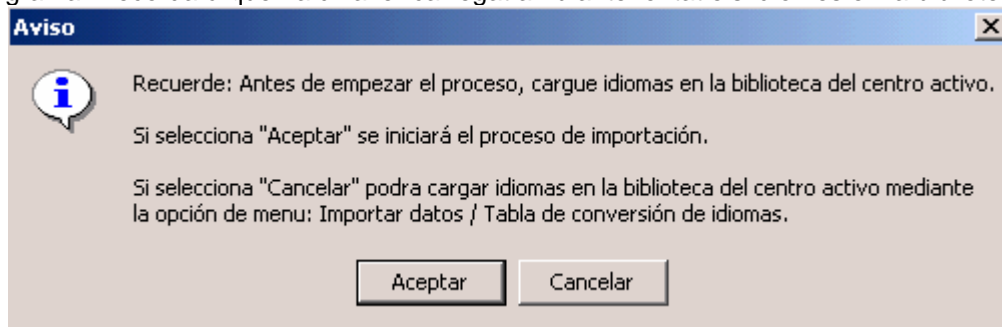 Aviso
Recuerde: Antes de empezar el proceso, cargue idiomas en la biblioteca del centro activo.
Si selecciona "Aceptar" se iniciará el proceso de importación.
Si selecciona "Cancelar" podra cargar idiomas en la biblioteca del centro activo mediante
la opción de menu: Importar datos / Tabla de conversión de idiomas.
Aceptar Cancelar